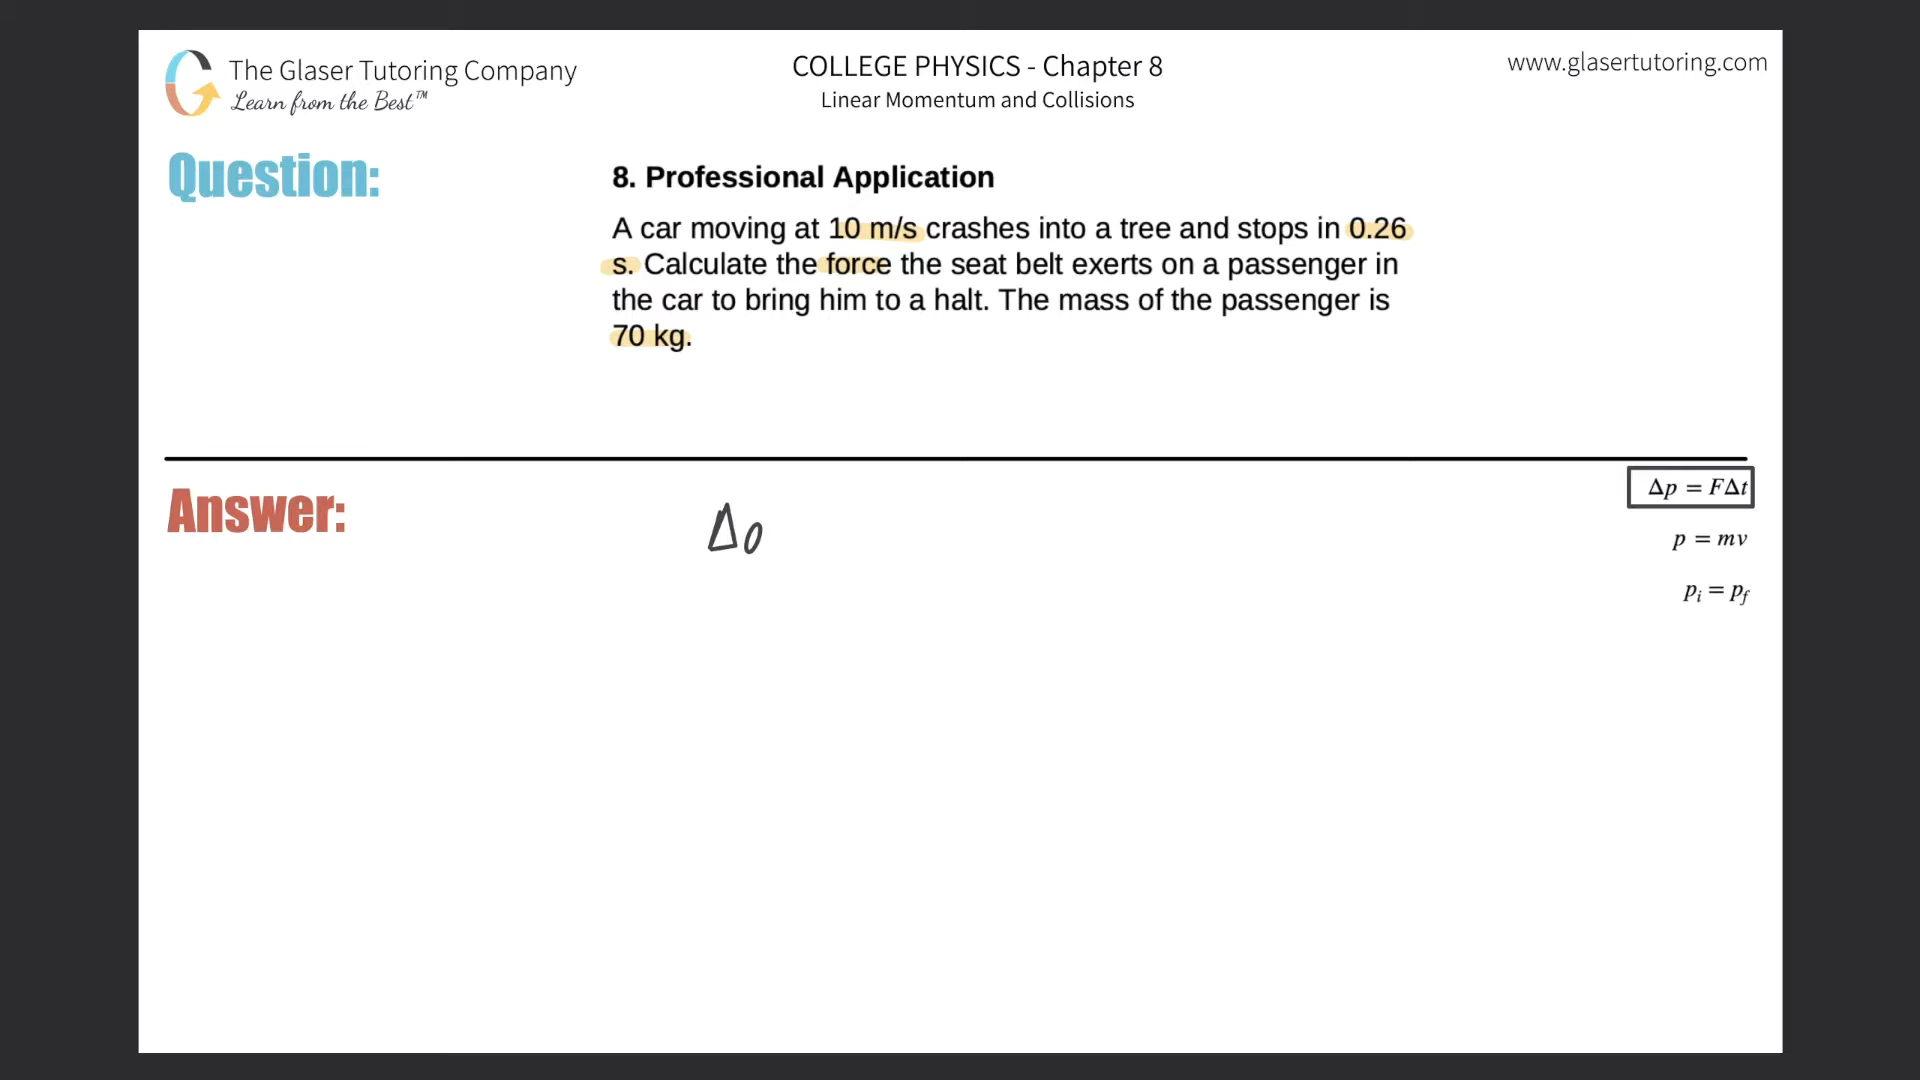 The Glaser Tutoring Company
Learn from the Best™
COLLEGE PHYSICS - Chapter 8
Linear Momentum and Collisions
www.glasertutoring.com
Question:
8. Professional Application
A car moving at 10 m/s crashes into a tree and stops in 0.26
s. Calculate the force the seat belt exerts on a passenger in
the car to bring him to a halt. The mass of the passenger is
70 kg.
Answer:
Δ0
Δp = FΔt
p = mv
pᵢ = p_f